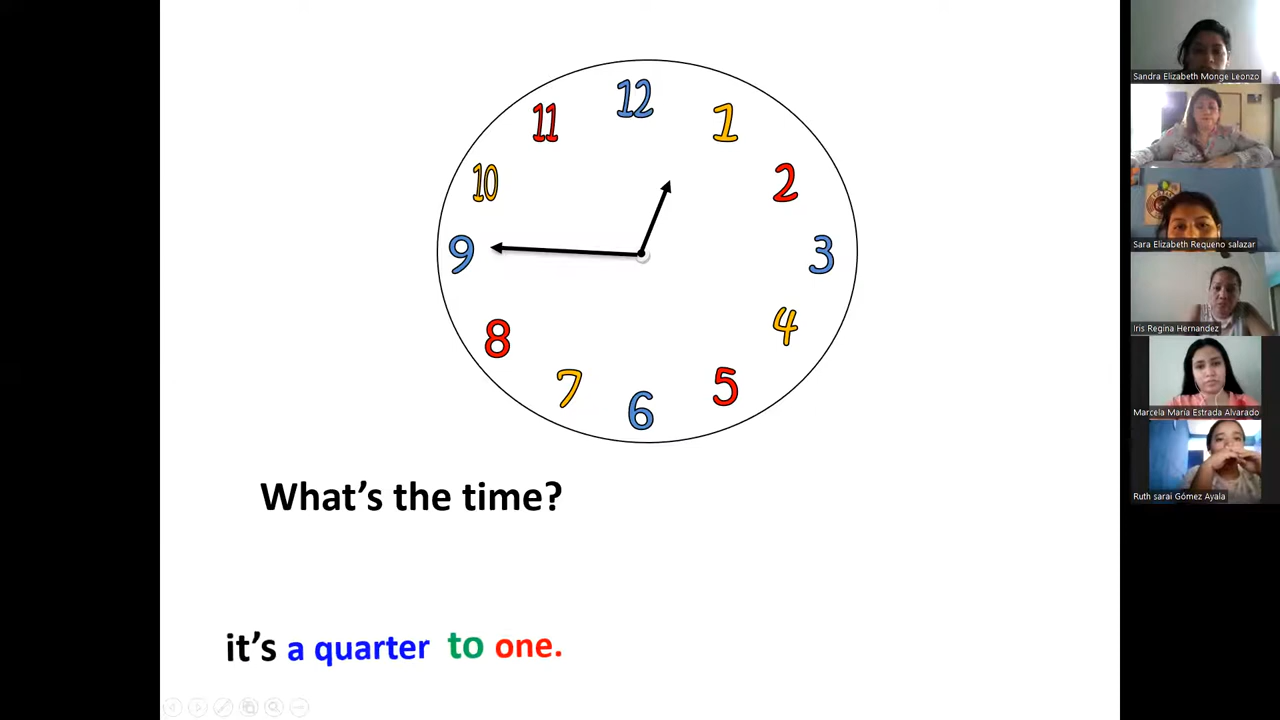 12
11
1
10
2
9
3
8
4
7
5
6
What's the time?
it's a quarter to one.
Sandra Elizabeth Monge Leonzo
Sara Elizabeth Requeno salazar
Iris Regina Hernandez
Marcela María Estrada Alvarado
Ruth sarai Gómez Ayala